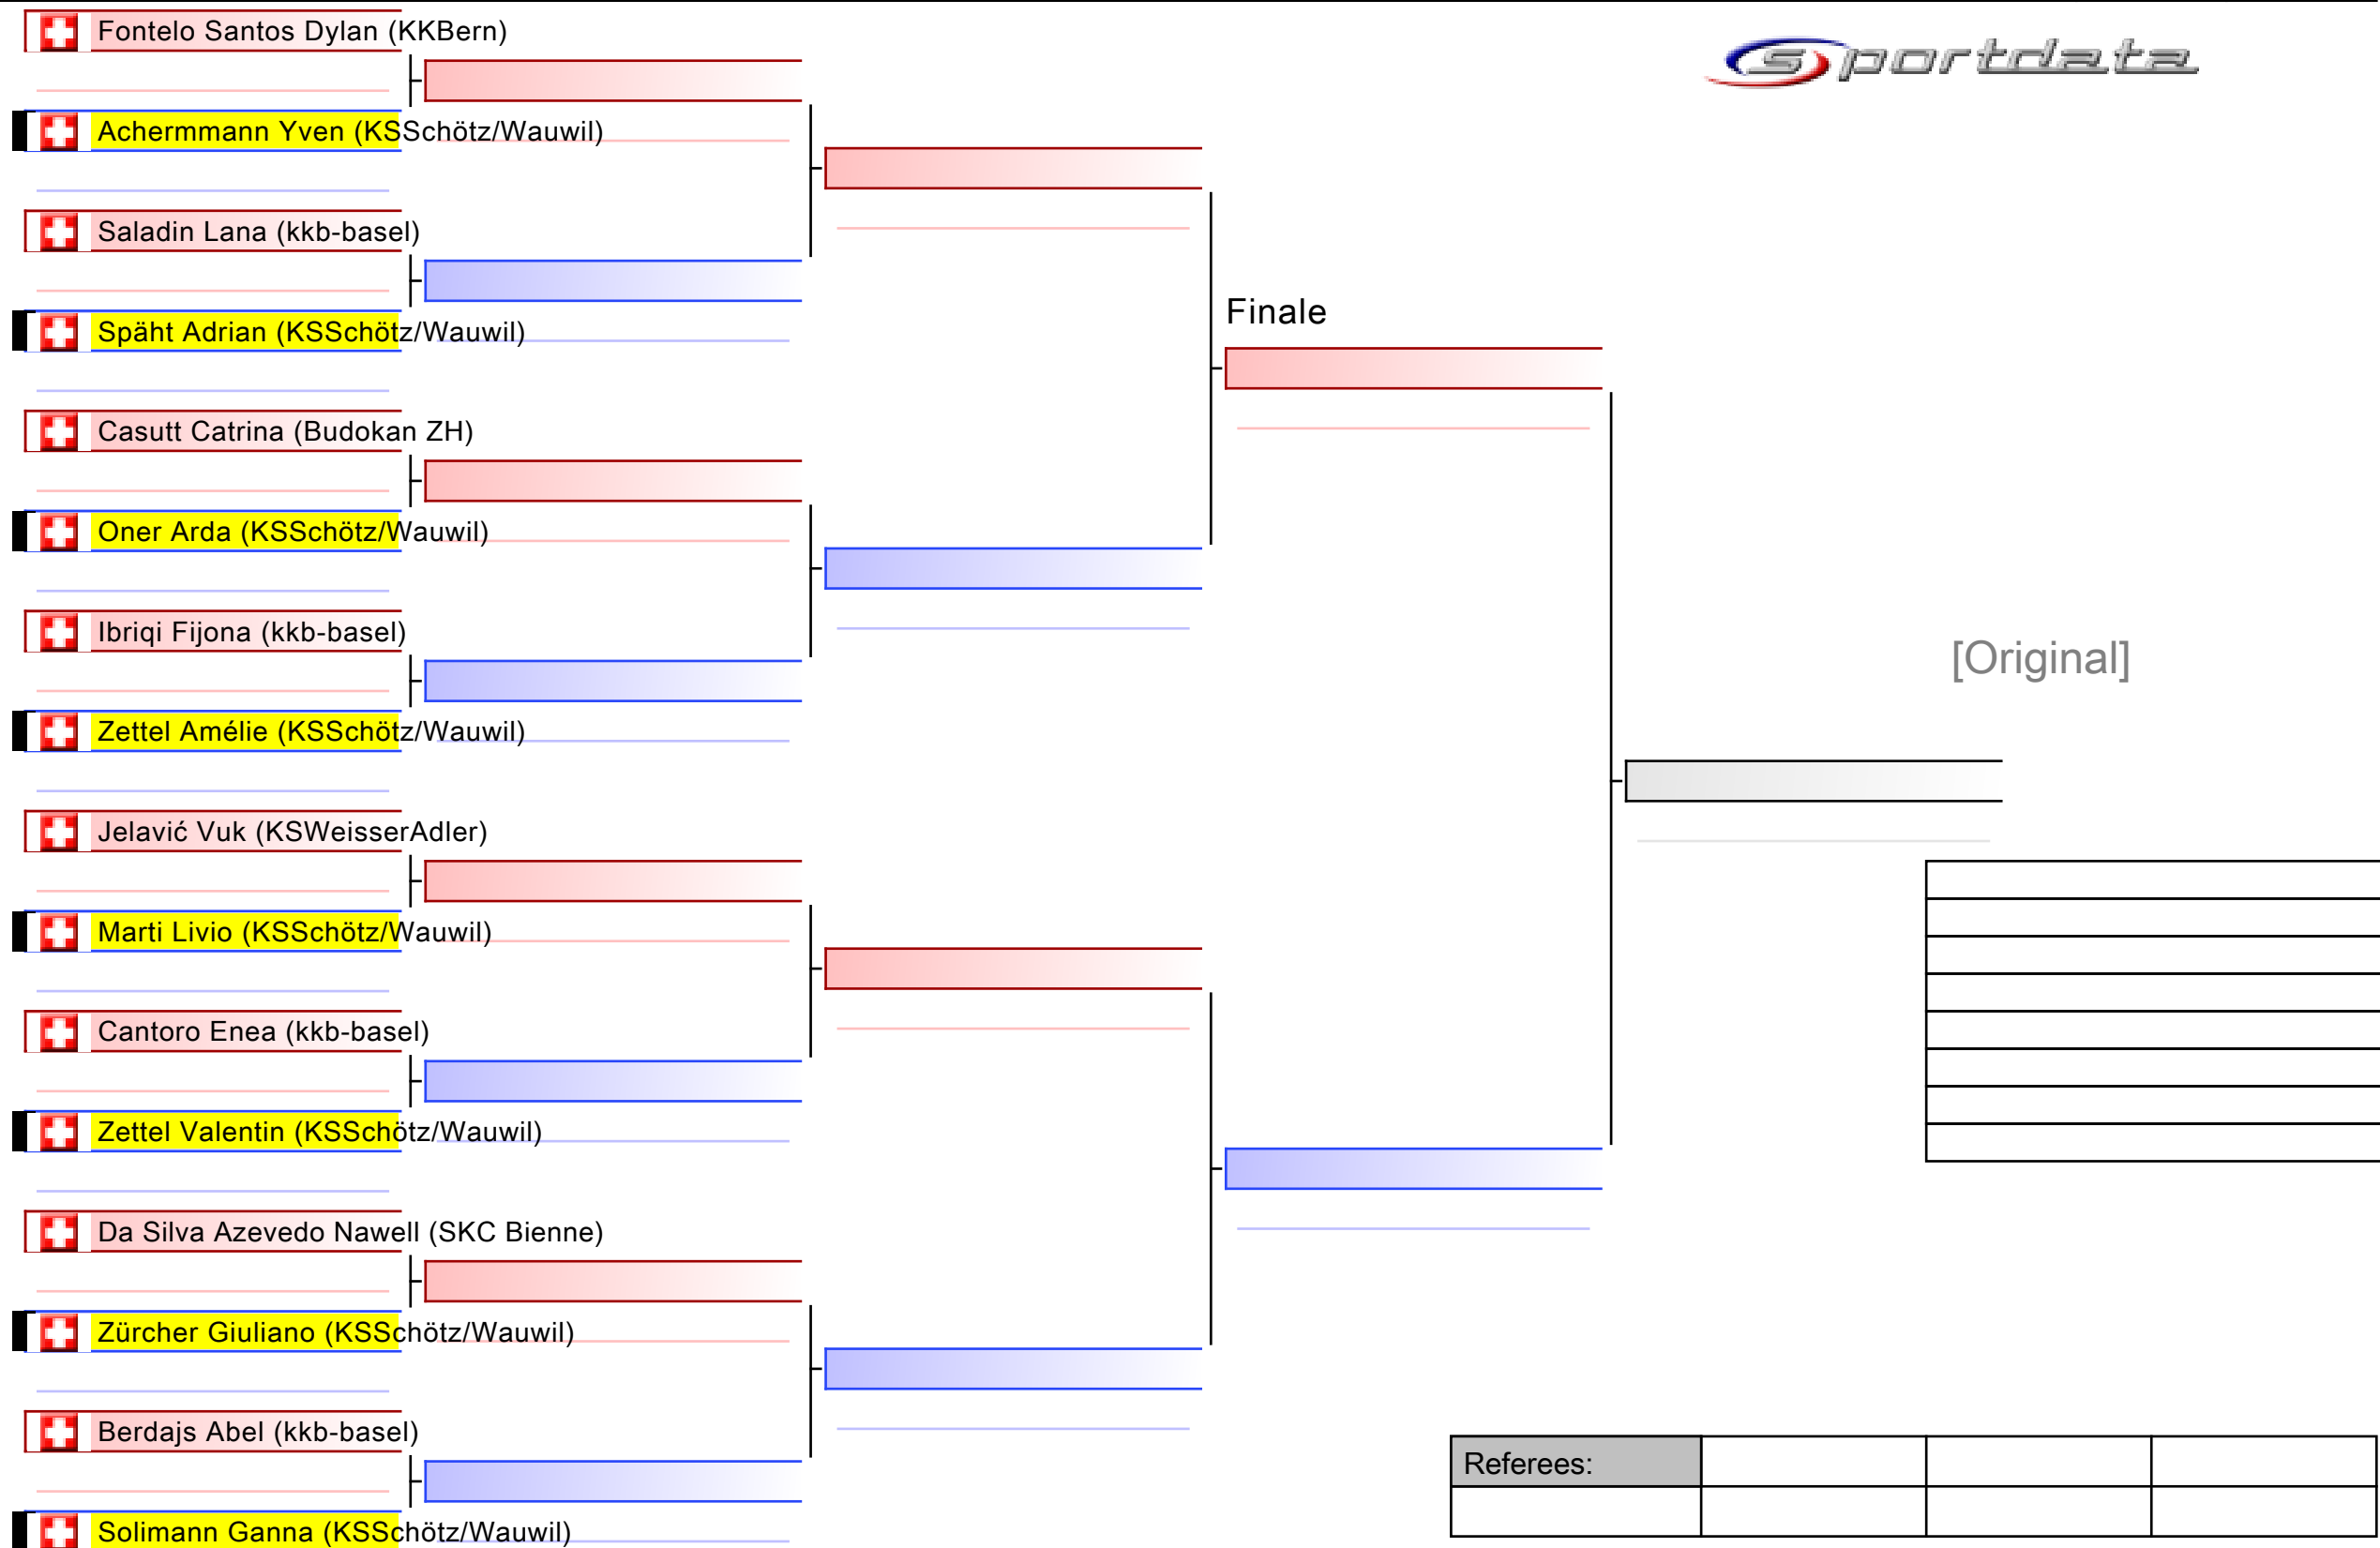 Fontelo Santos Dylan (KKBern)
sportdata
Achermmann Yven (KSSchötz/Wauwil)
Saladin Lana (kkb-basel)
Finale
Späht Adrian (KSSchötz/Wauwil)
Casutt Catrina (Budokan ZH)
Oner Arda (KSSchötz/Wauwil)
Ibriqi Fijona (kkb-basel)
[Original]
Zettel Amélie (KSSchötz/Wauwil)
Jelavić Vuk (KSWeisserAdler)
Marti Livio (KSSchötz/Wauwil)
Cantoro Enea (kkb-basel)
Zettel Valentin (KSSchötz/Wauwil)
Da Silva Azevedo Nawell (SKC Bienne)
Zürcher Giuliano (KSSchötz/Wauwil)
Berdajs Abel (kkb-basel)
Referees:
Solimann Ganna (KSSchötz/Wauwil)